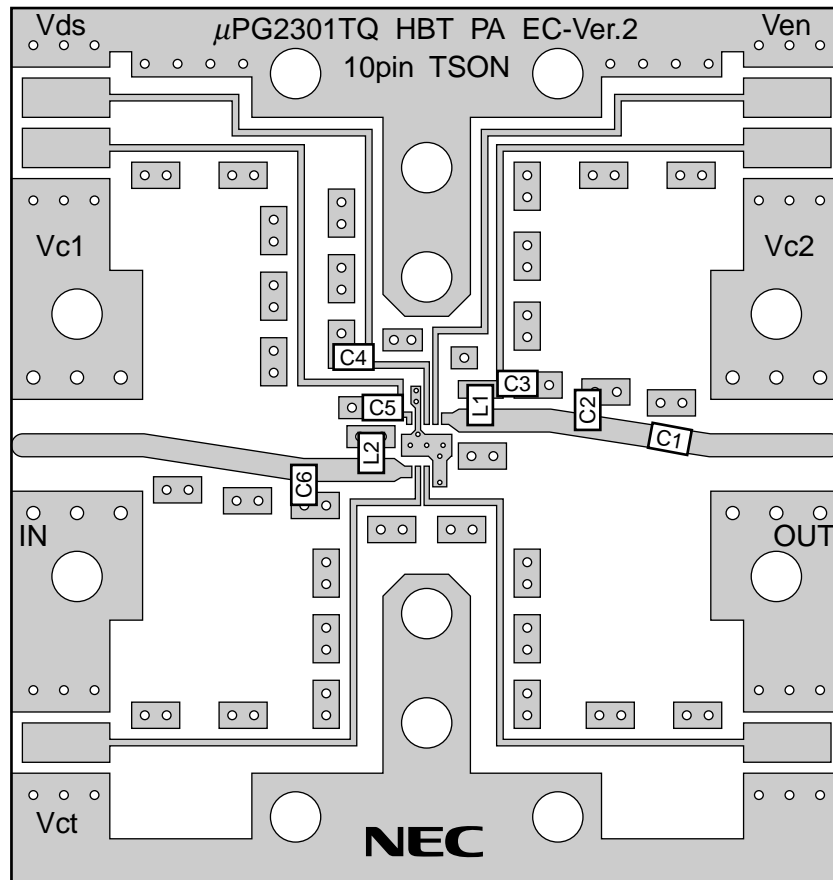 Vds
µPG2301TQ HBT PA EC-Ver.2
Ven
10pin TSON
Vc1
Vc2
C4
C3
C5
L1
C2
C1
L2
C6
IN
OUT
Vct
NEC